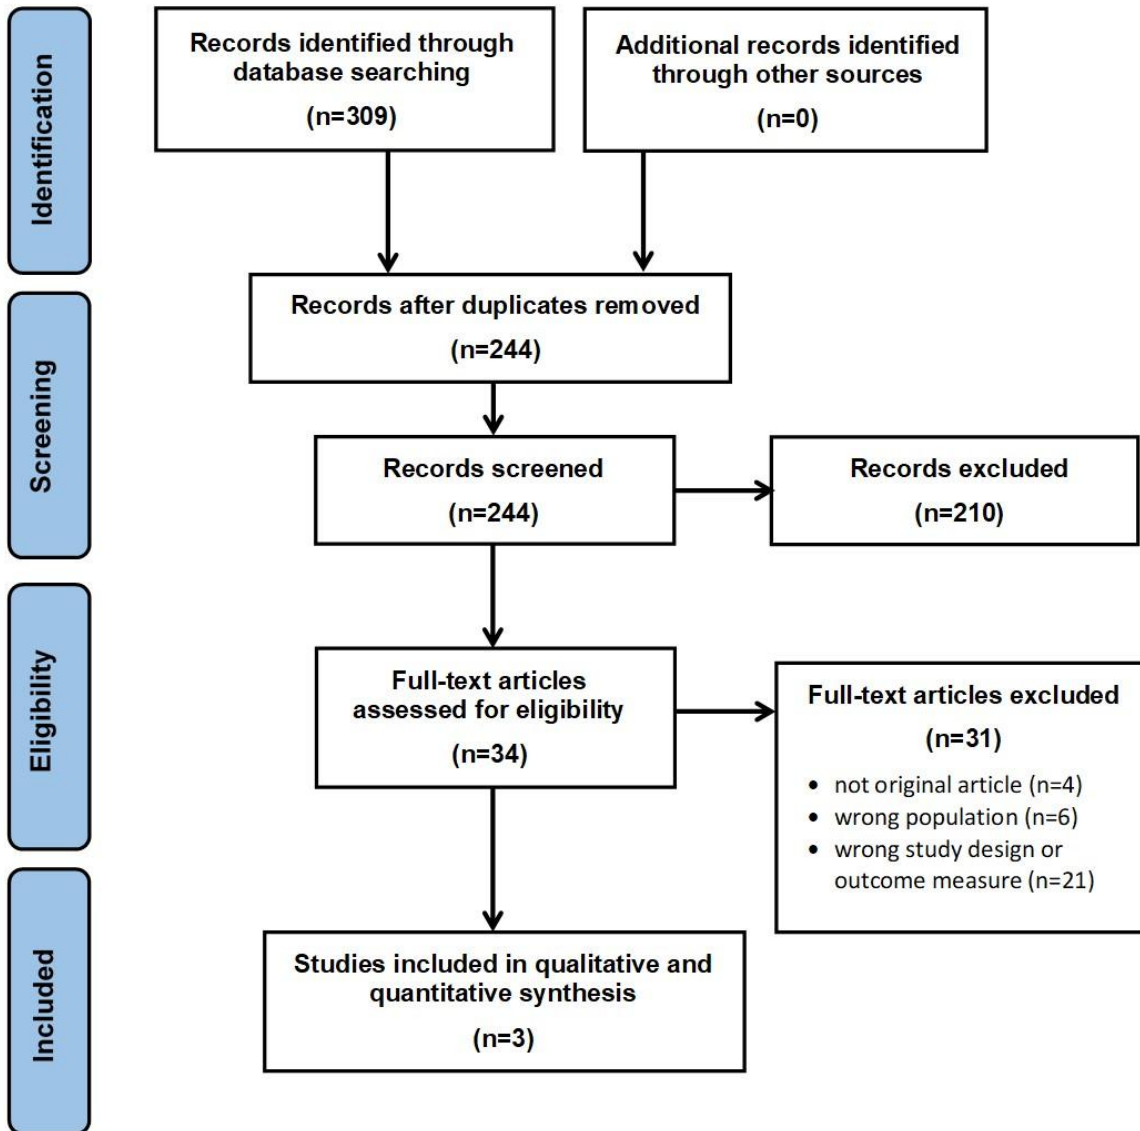 Identification
Records identified through
database searching
(n=309)
Additional records identified
through other sources
(n=0)
Screening
Records after duplicates removed
(n=244)
Records screened
(n=244)
Records excluded
(n=210)
Eligibility
Full-text articles
assessed for eligibility
(n=34)
Full-text articles excluded
(n=31)
• not original article (n=4)
• wrong population (n=6)
• wrong study design or
outcome measure (n=21)
Included
Studies included in qualitative and
quantitative synthesis
(n=3)